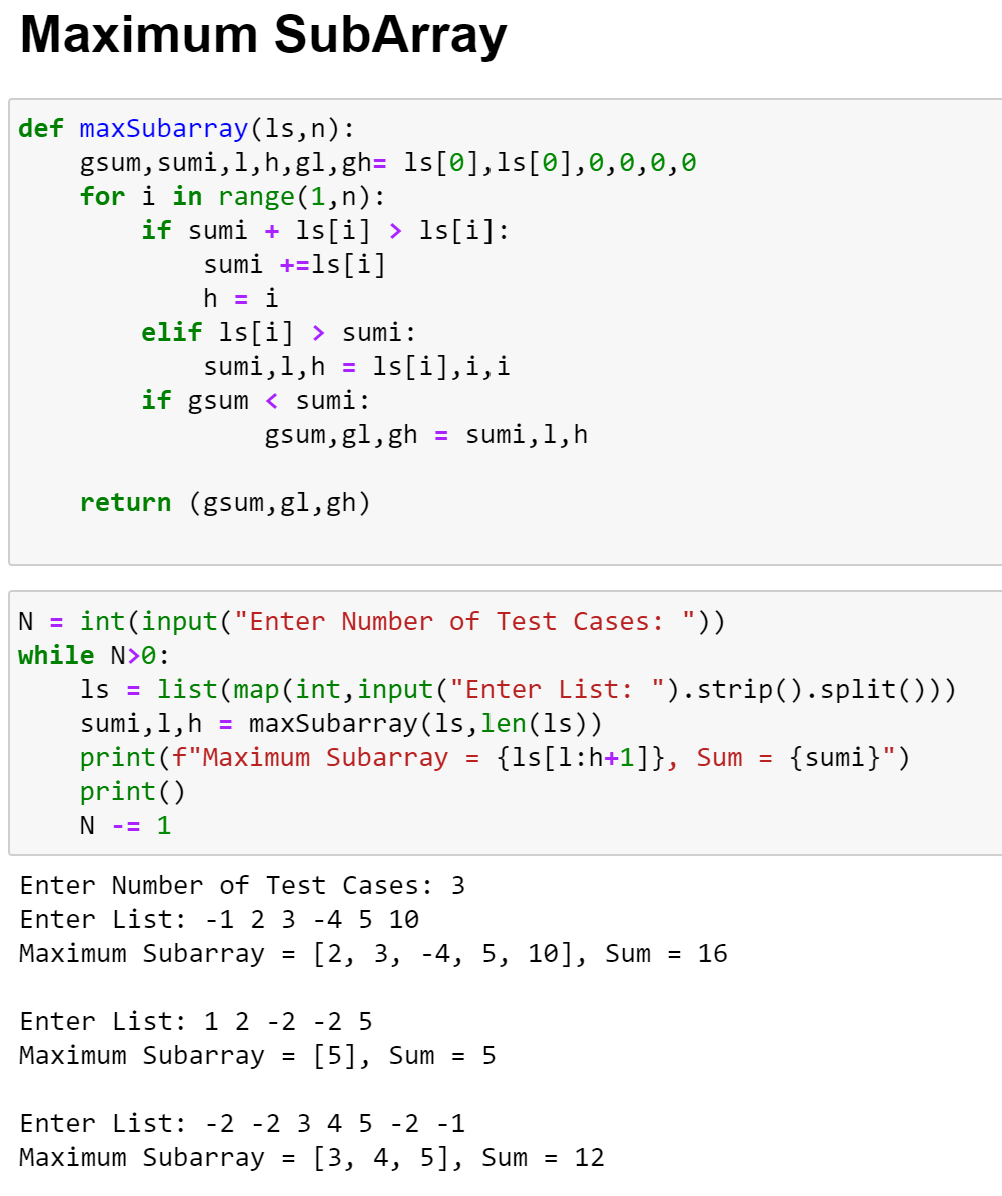 Maximum SubArray
def maxSubarray(ls,n):
    gsum,sumi,l,h,gl,gh= ls[0],ls[0],0,0,0,0
    for i in range(1,n):
        if sumi + ls[i] > ls[i]:
            sumi +=ls[i]
            h = i
        elif ls[i] > sumi:
            sumi,l,h = ls[i],i,i
        if gsum < sumi:
                gsum,gl,gh = sumi,l,h
    return (gsum,gl,gh)
N = int(input("Enter Number of Test Cases: "))
while N>0:
    ls = list(map(int,input("Enter List: ").strip().split()))
    sumi,l,h = maxSubarray(ls,len(ls))
    print(f"Maximum Subarray = {ls[l:h+1]}, Sum = {sumi}")
    print()
    N -= 1
Enter Number of Test Cases: 3
Enter List: -1 2 3 -4 5 10
Maximum Subarray = [2, 3, -4, 5, 10], Sum = 16
Enter List: 1 2 -2 -2 5
Maximum Subarray = [5], Sum = 5
Enter List: -2 -2 3 4 5 -2 -1
Maximum Subarray = [3, 4, 5], Sum = 12